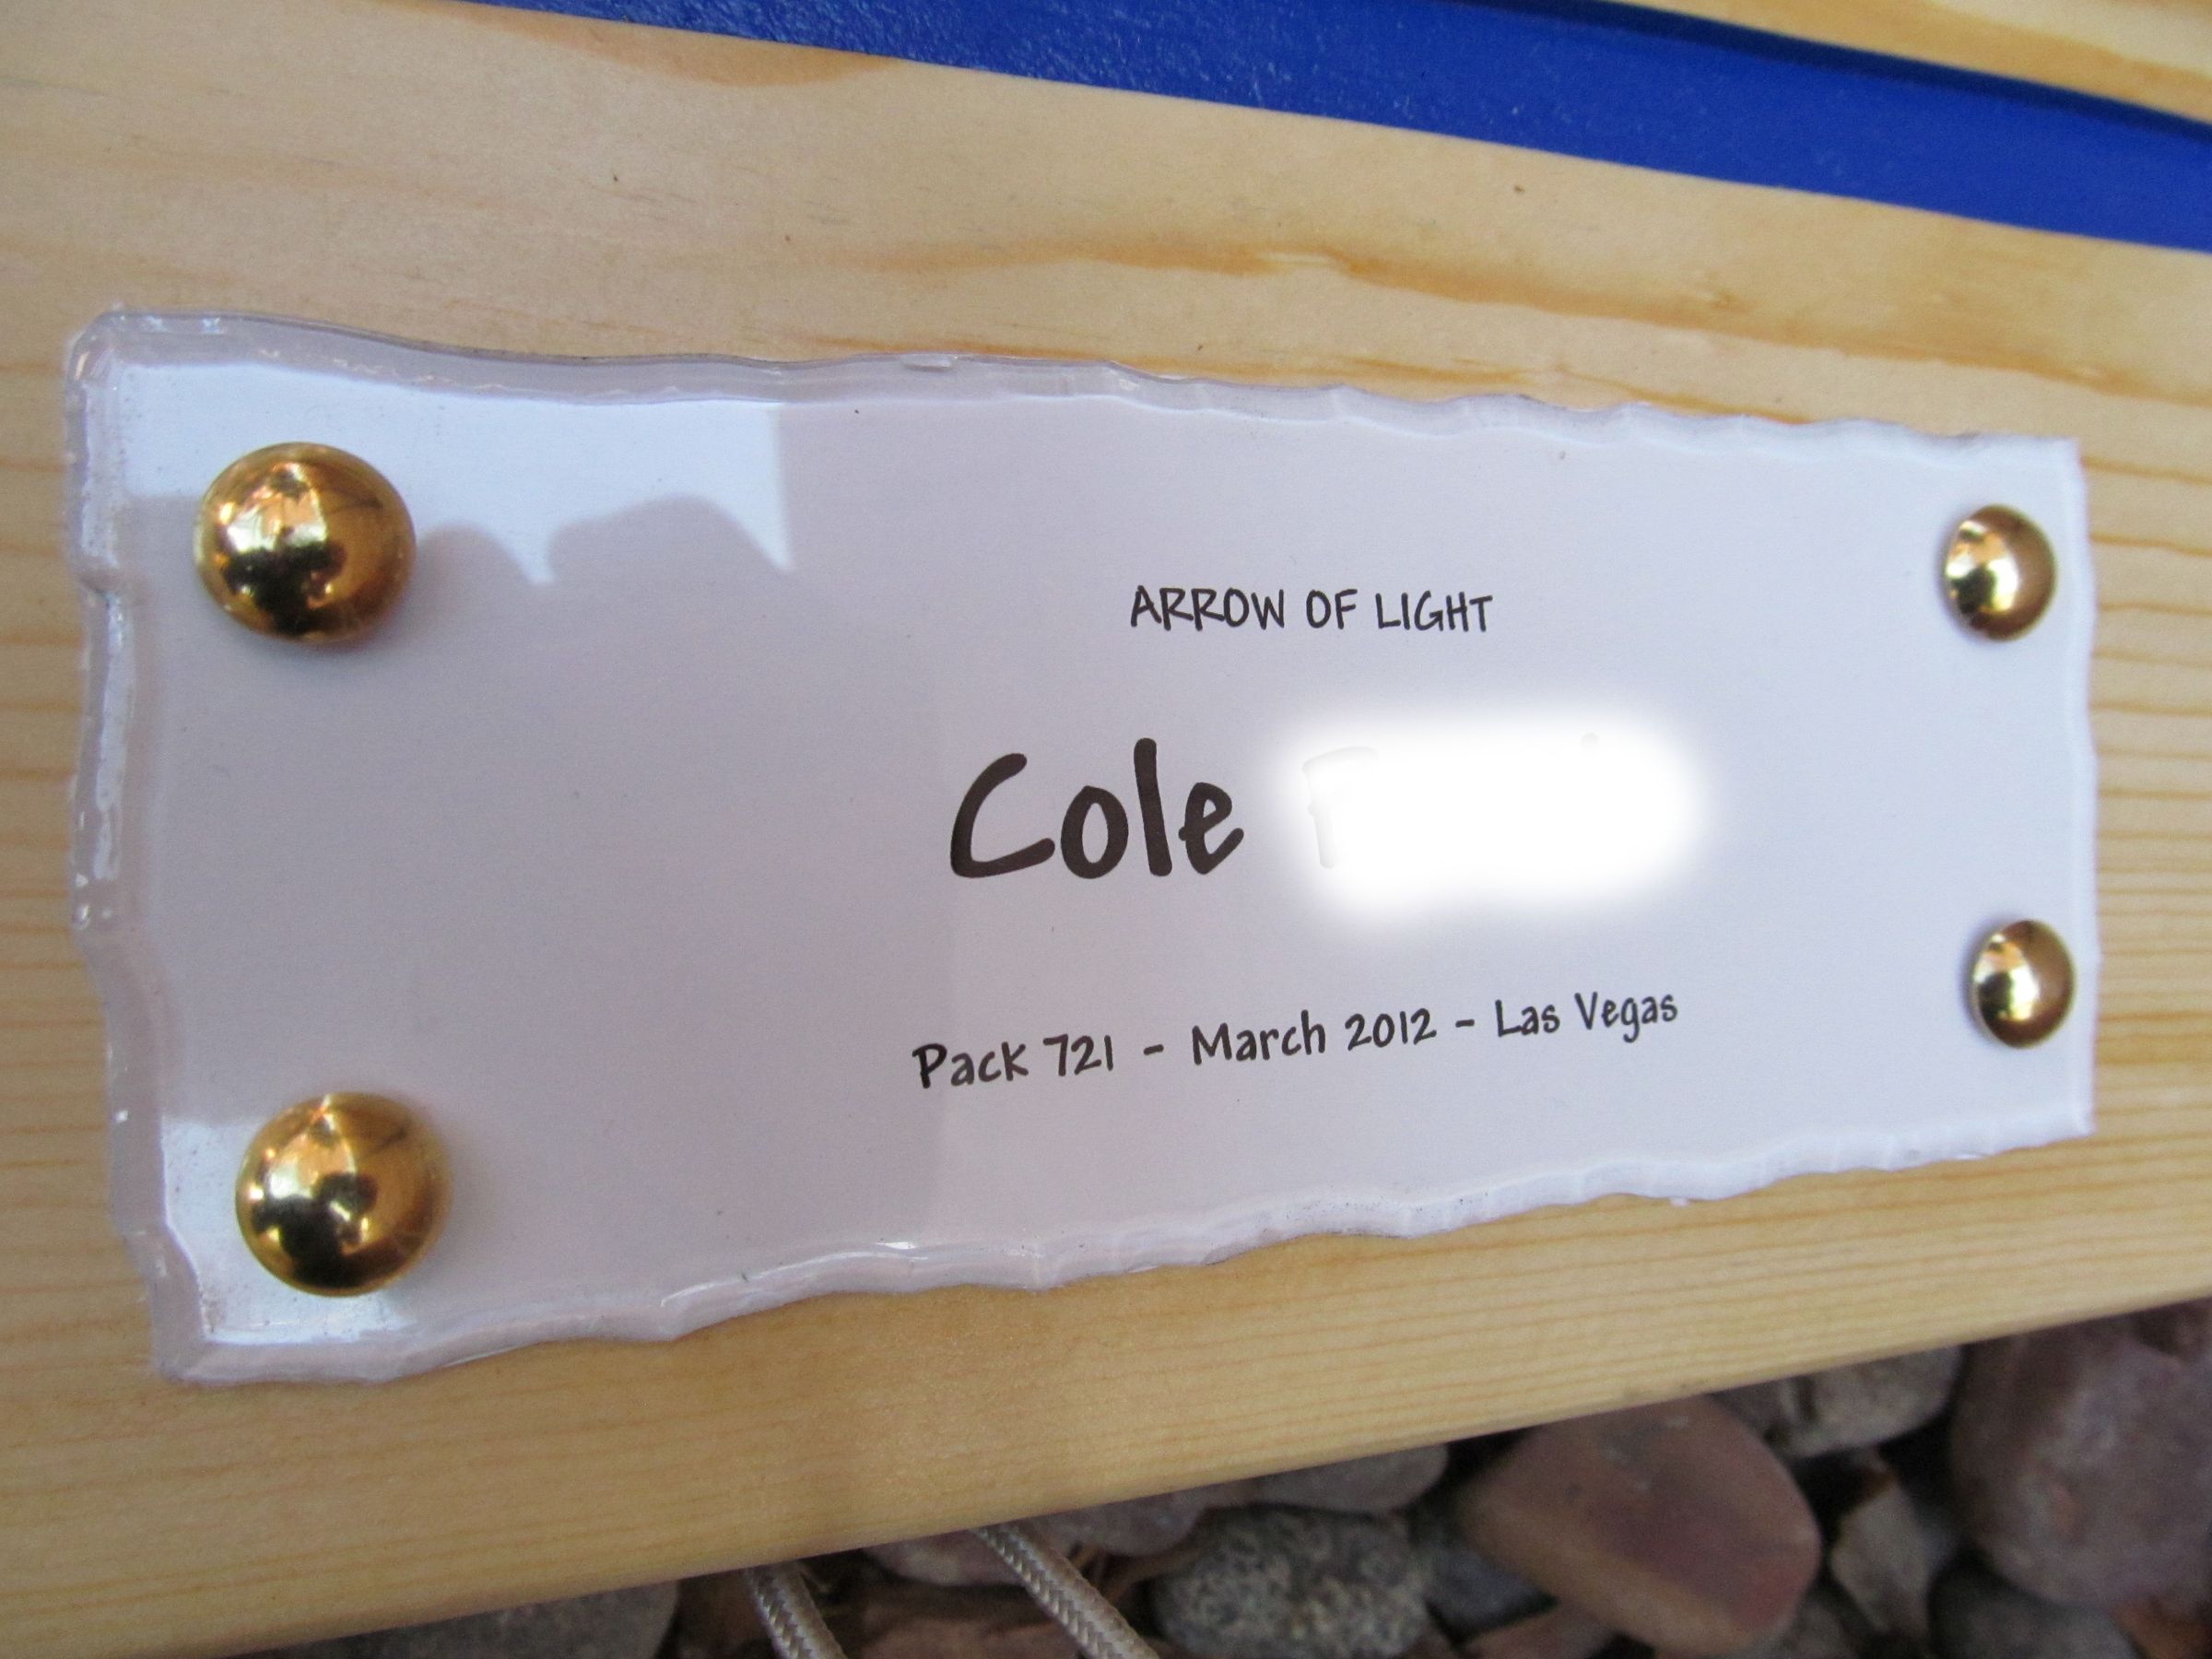 ARROW OF LIGHT
Cole
Pack 721 - March 2012 - Las Vegas